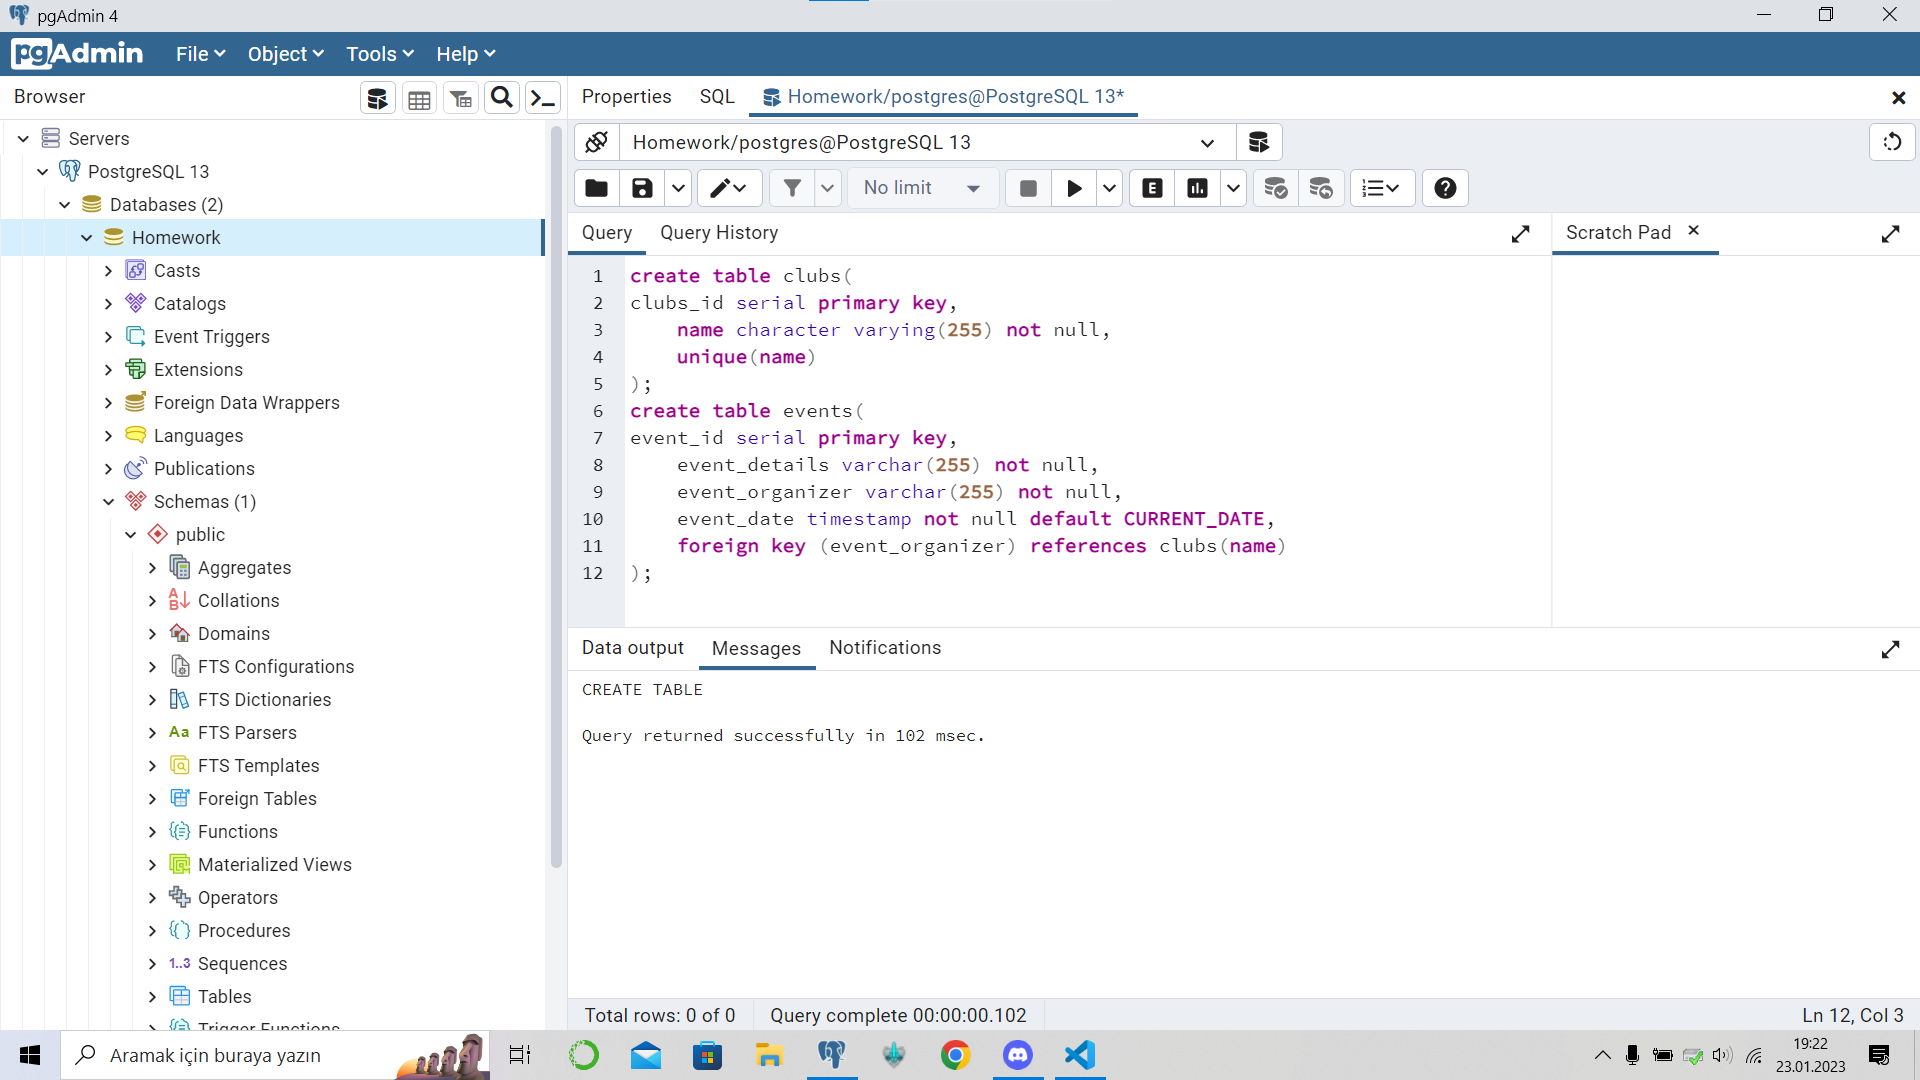 pgAdmin 4
pgAdmin File Object Tools Help
Browser
Properties SQL Homework/postgres@PostgreSQL 13*
Servers
PostgreSQL 13
Databases (2)
Homework
Casts
Catalogs
Event Triggers
Extensions
Foreign Data Wrappers
Languages
Publications
Schemas (1)
public
Aggregates
Collations
Domains
FTS Configurations
FTS Dictionaries
Aa FTS Parsers
FTS Templates
Foreign Tables
Functions
Materialized Views
Operators
Procedures
1..3 Sequences
Tables
Trigger Functions
Homework/postgres@PostgreSQL 13
No limit
E
Query Query History
Scratch Pad
1 create table clubs(
2 clubs_id serial primary key,
3 name character varying(255) not null,
4 unique(name)
5 );
6 create table events(
7 event_id serial primary key,
8 event_details varchar(255) not null,
9 event_organizer varchar(255) not null,
10 event_date timestamp not null default CURRENT_DATE,
11 foreign key (event_organizer) references clubs(name)
12 );
Data output Messages Notifications
CREATE TABLE
Query returned successfully in 102 msec.
Total rows: 0 of 0 Query complete 00:00:00.102 Ln 12, Col 3
Aramak için buraya yazın
19:22
23.01.2023